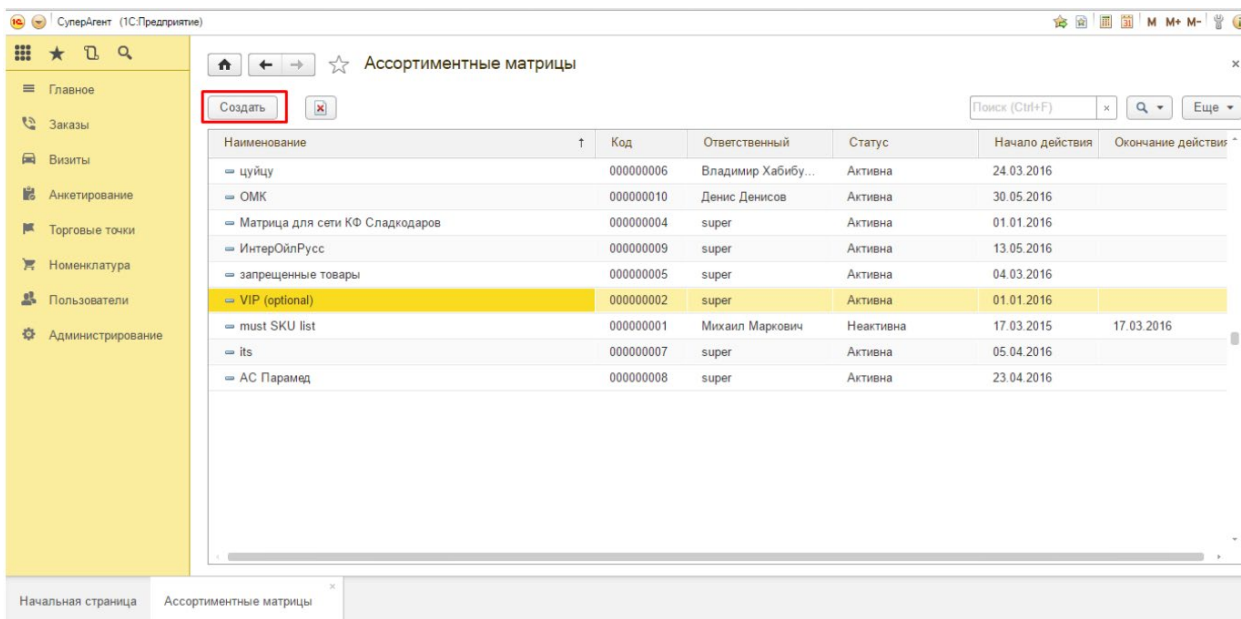 СуперАгент (1С:Предприятие)
M M+ M-
Главное
Заказы
Визиты
Анкетирование
Торговые точки
Номенклатура
Пользователи
Администрирование
Ассортиментные матрицы
Создать
Поиск (Ctrl+F)
Еще
Наименование Код Ответственный Статус Начало действия Окончание действия
цуйцу 000000006 Владимир Хабибу... Активна 24.03.2016
ОМК 000000010 Денис Денисов Активна 30.05.2016
Матрица для сети КФ Сладкодаров 000000004 super Активна 01.01.2016
ИнтерОйлРусс 000000009 super Активна 13.05.2016
запрещенные товары 000000005 super Активна 04.03.2016
VIP (optional) 000000002 super Активна 01.01.2016
must SKU list 000000001 Михаил Маркович Неактивна 17.03.2015 17.03.2016
its 000000007 super Активна 05.04.2016
АС Парамед 000000008 super Активна 23.04.2016
Начальная страница Ассортиментные матрицы